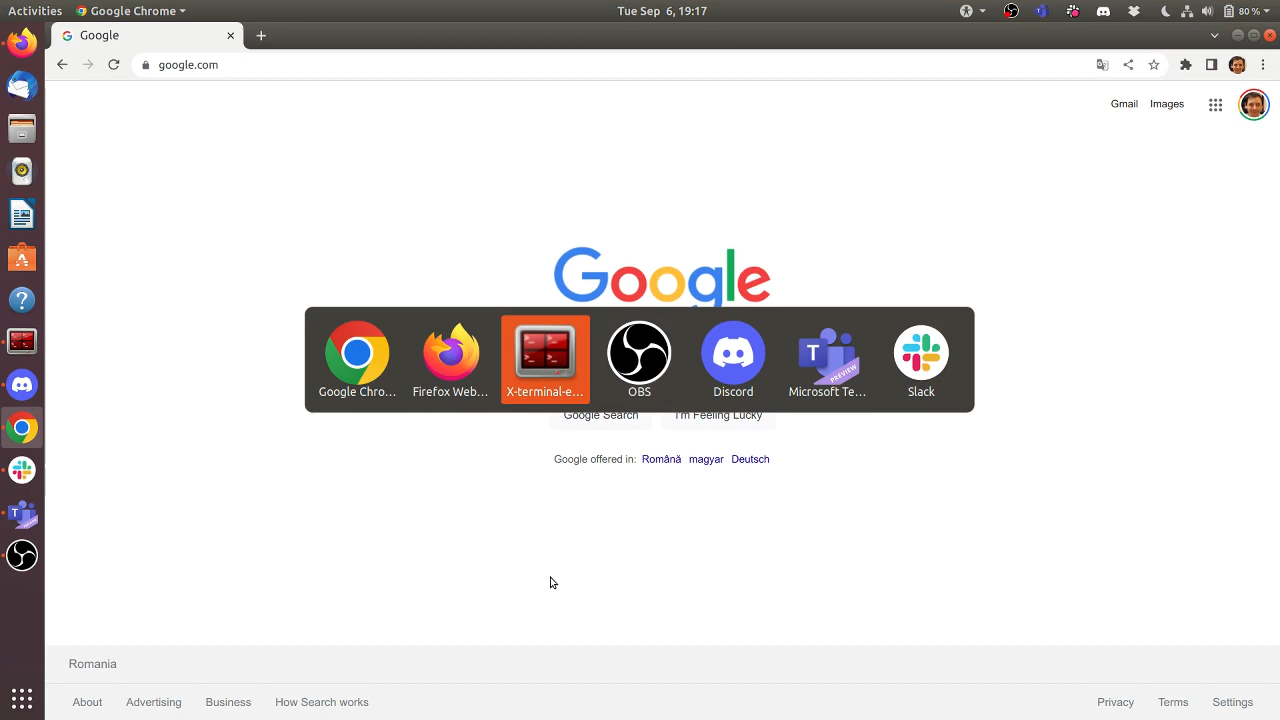 Activities Google Chrome Tue Sep 6, 19:17 80 %
Google
google.com
Gmail Images
Google
Google Chro... Firefox Web... X-terminal-e... OBS Discord Microsoft Te... Slack
PREVIEW
Google Search I'm Feeling Lucky
Google offered in: Română magyar Deutsch
Romania
About Advertising Business How Search works Privacy Terms Settings